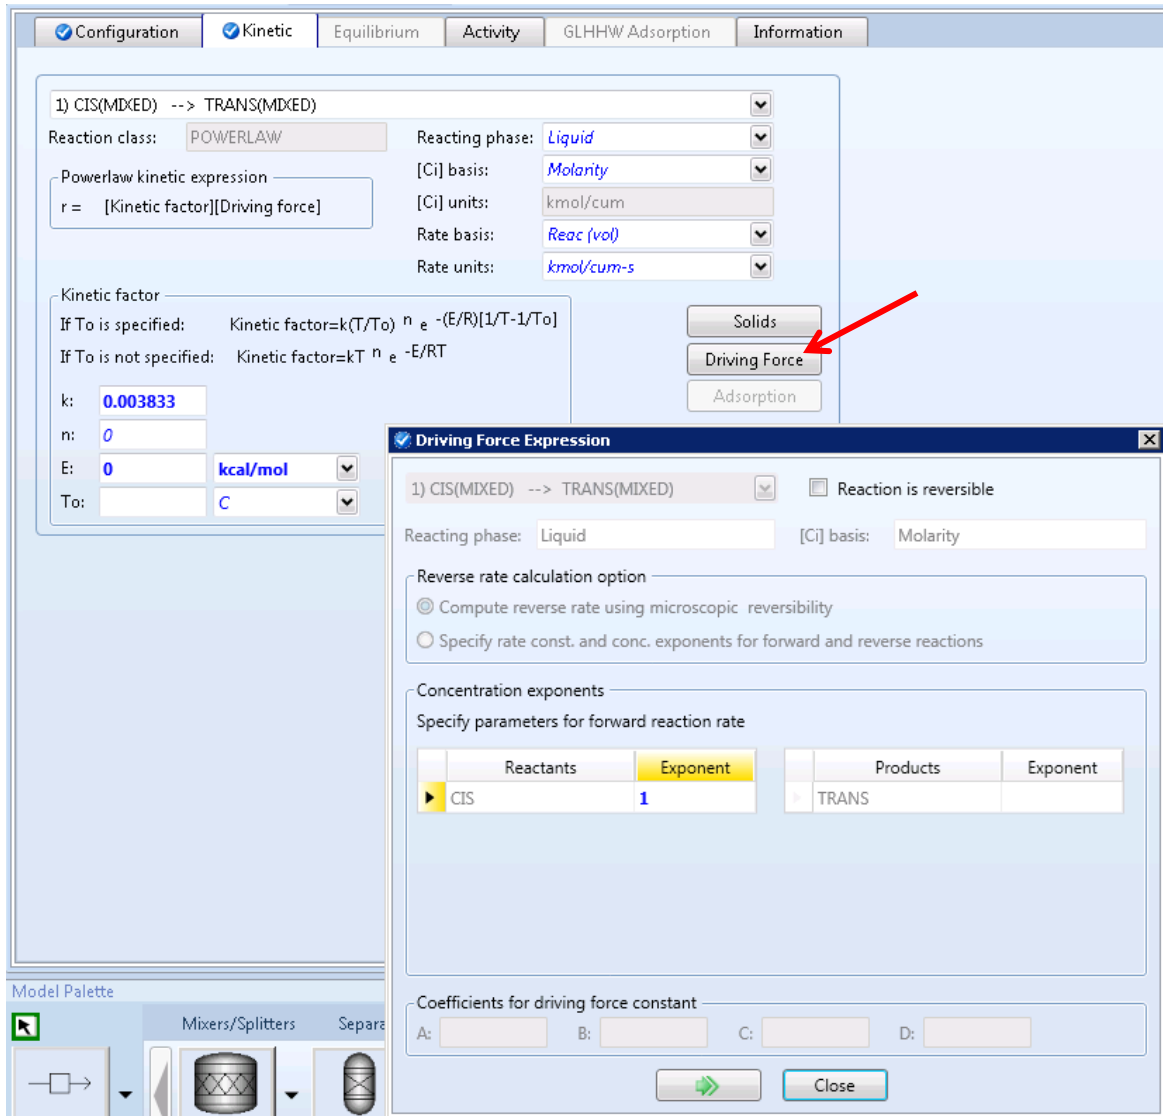 Configuration Kinetic Equilibrium Activity GLHHW Adsorption Information
1) CIS(MIXED) --> TRANS(MIXED)
Reaction class: POWERLAW Reacting phase: Liquid
Powerlaw kinetic expression [Ci] basis: Molarity
r = [Kinetic factor][Driving force] [Ci] units: kmol/cum
Rate basis: Reac (vol)
Rate units: kmol/cum-s
Kinetic factor
If To is specified: Kinetic factor=k(T/To) n e -(E/R)[1/T-1/To]
If To is not specified: Kinetic factor=kT n e -E/RT
Solids
Driving Force
Adsorption
k: 0.003833
n: 0
E: 0 kcal/mol
To: C
Driving Force Expression
1) CIS(MIXED) --> TRANS(MIXED) Reaction is reversible
Reacting phase: Liquid [Ci] basis: Molarity
Reverse rate calculation option
Compute reverse rate using microscopic reversibility
Specify rate const. and conc. exponents for forward and reverse reactions
Concentration exponents
Specify parameters for forward reaction rate
Reactants Exponent Products Exponent
CIS 1 TRANS
Coefficients for driving force constant
A: B: C: D:
Close
Model Palette
Mixers/Splitters Separa